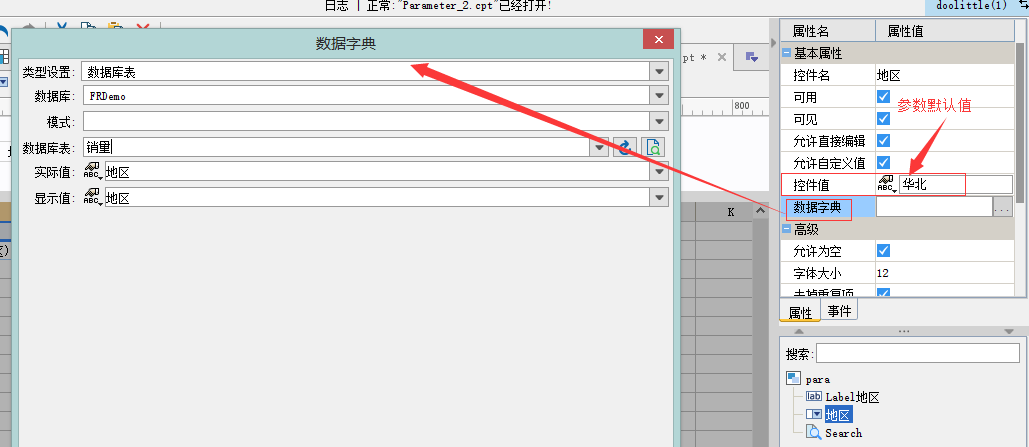 日志 | 正常:"Parameter_2.cpt"已经打开!
doolittle(1)
数据字典
类型设置: 数据库表
数据库: FRDemo
模式:
数据库表: 销量
实际值: ABC 地区
显示值: ABC 地区
pt *
800
K
属性名 属性值
基本属性
控件名 地区
可用
可见
允许直接编辑
允许自定义值
控件值 ABC 华北
数据字典 ...
高级
允许为空
字体大小 12
去掉重复项
参数默认值
属性 事件
搜索:
para
Label地区
地区
Search